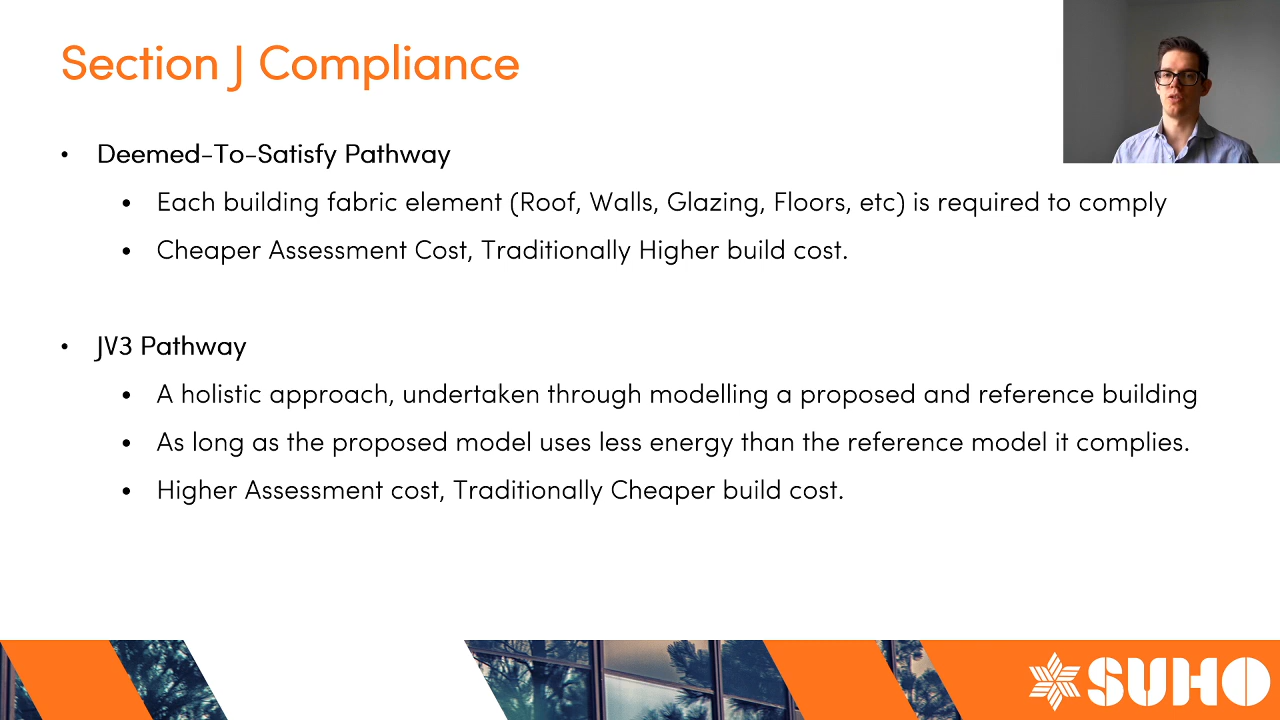 Section J Compliance
• Deemed-To-Satisfy Pathway
• Each building fabric element (Roof, Walls, Glazing, Floors, etc) is required to comply
• Cheaper Assessment Cost, Traditionally Higher build cost.
• JV3 Pathway
• A holistic approach, undertaken through modelling a proposed and reference building
• As long as the proposed model uses less energy than the reference model it complies.
• Higher Assessment cost, Traditionally Cheaper build cost.
SUHO